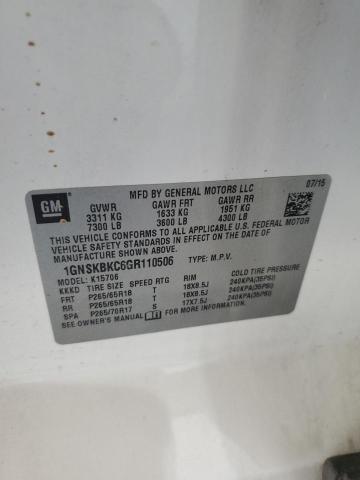 MFD BY GENERAL MOTORS LLC 07/15
GM
GVWR GAWR FRT GAWR RR
3311 KG 1633 KG 1951 KG
7300 LB 3600 LB 4300 LB
THIS VEHICLE CONFORMS TO ALL APPLICABLE U.S. FEDERAL MOTOR
VEHICLE SAFETY STANDARDS IN EFFECT ON THE DATE OF
MANUFACTURE SHOWN ABOVE.
1GNSKBKC6GR110506 TYPE: M.P.V.
MODEL: K15706
KKKD TIRE SIZE SPEED RTG RIM COLD TIRE PRESSURE
FRT P265/65R18 T 18X8.5J 240KPA(35PSI)
RR P265/65R18 T 18X8.5J 240KPA(35PSI)
SPA P265/70R17 S 17X7.5J 240KPA(35PSI)
SEE OWNER'S MANUAL FOR MORE INFORMATION.